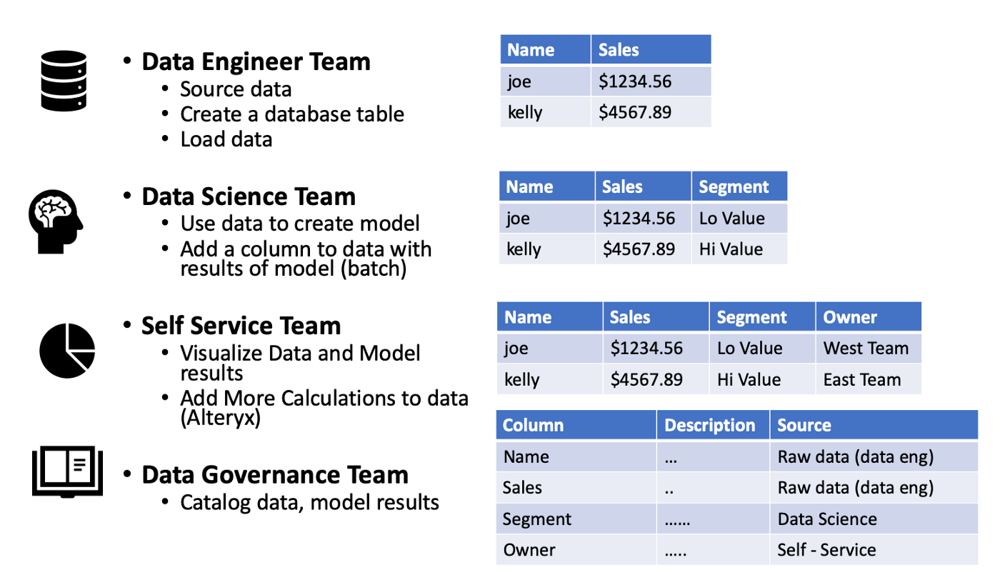 • Data Engineer Team
• Source data
• Create a database table
• Load data
Name Sales
joe $1234.56
kelly $4567.89
• Data Science Team
• Use data to create model
• Add a column to data with
results of model (batch)
Name Sales Segment
joe $1234.56 Lo Value
kelly $4567.89 Hi Value
• Self Service Team
• Visualize Data and Model
results
• Add More Calculations to data
(Alteryx)
Name Sales Segment Owner
joe $1234.56 Lo Value West Team
kelly $4567.89 Hi Value East Team
• Data Governance Team
• Catalog data, model results
Column Description Source
Name ... Raw data (data eng)
Sales .. Raw data (data eng)
Segment ...... Data Science
Owner ..... Self - Service